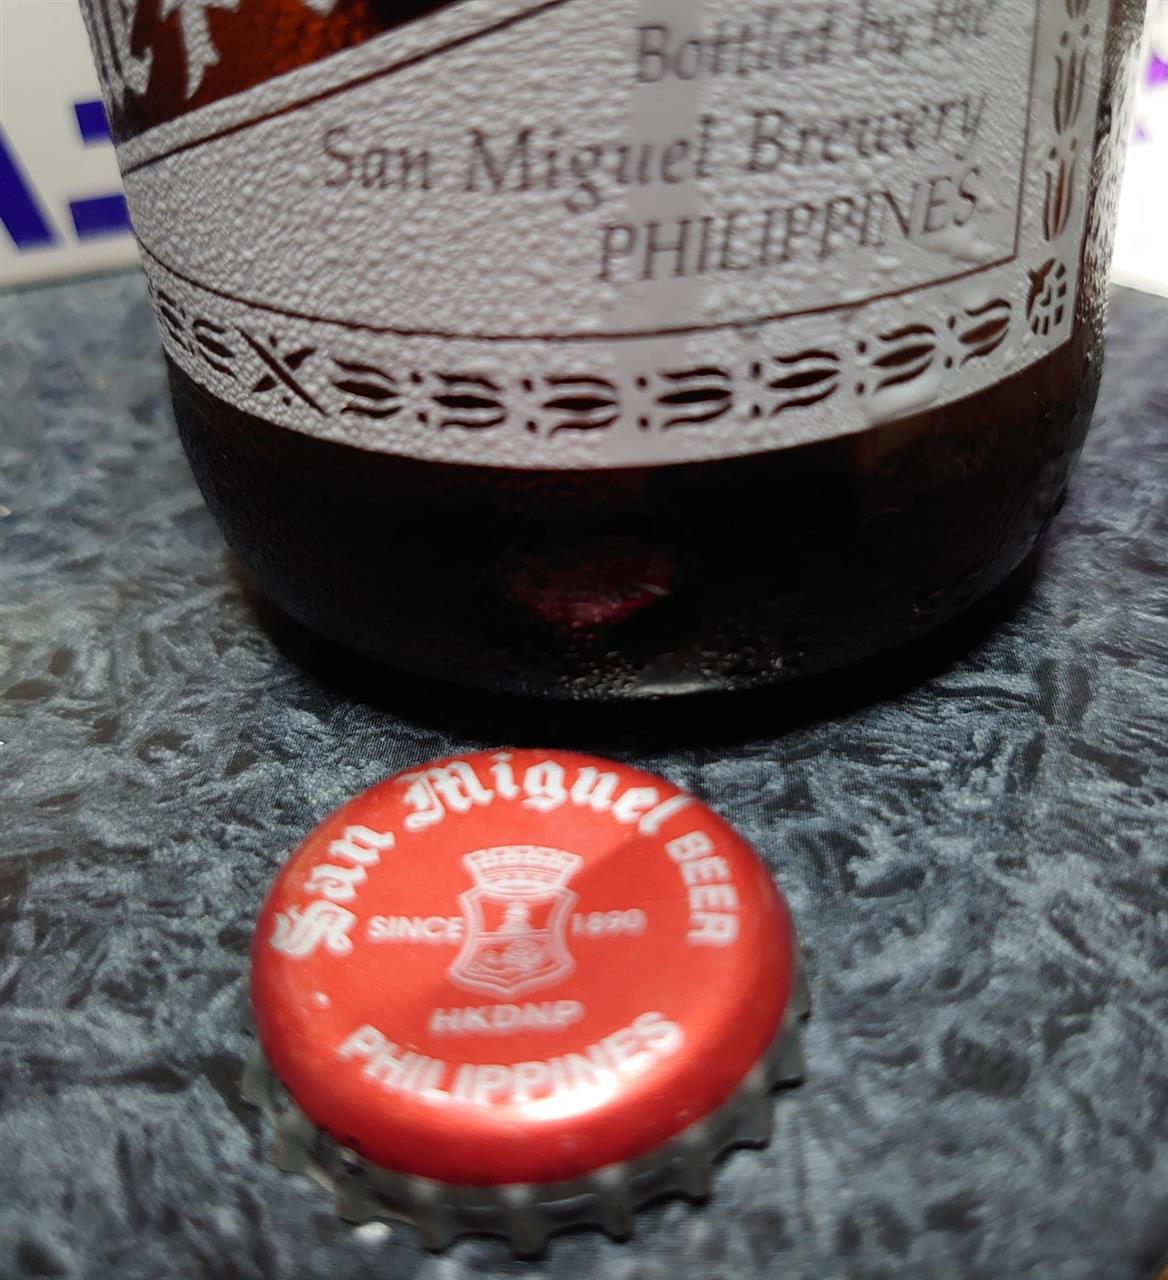 Bottled by the
San Miguel Brewery
PHILIPPINES
San Miguel BEER
SINCE 1890
HKDNP
PHILIPPINES